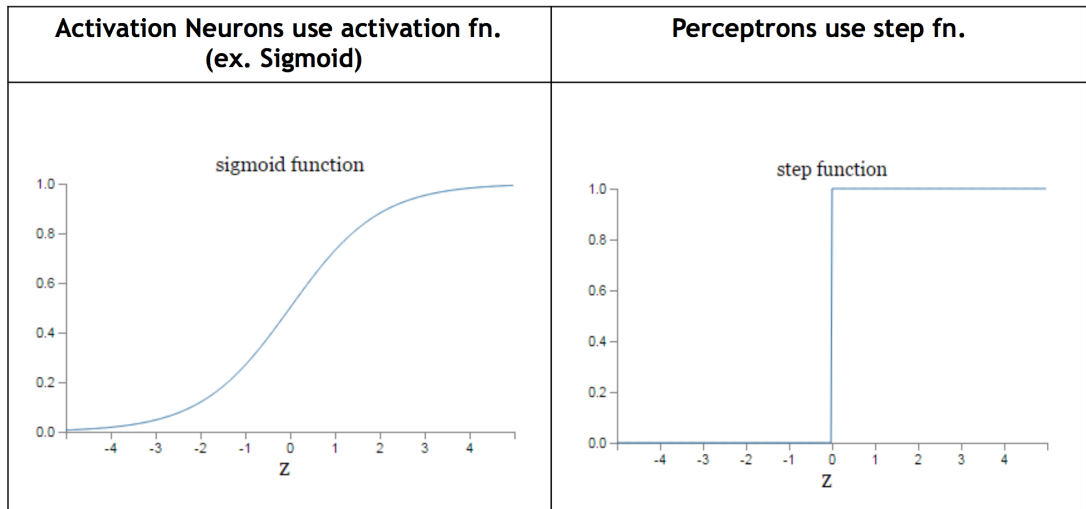 Activation Neurons use activation fn.
(ex. Sigmoid)
Perceptrons use step fn.
sigmoid function
1.0
0.8
0.6
0.4
0.2
0.0
-4 -3 -2 -1 0 1 2 3 4
Z
step function
1.0
0.8
0.6
0.4
0.2
0.0
-4 -3 -2 -1 0 1 2 3 4
Z